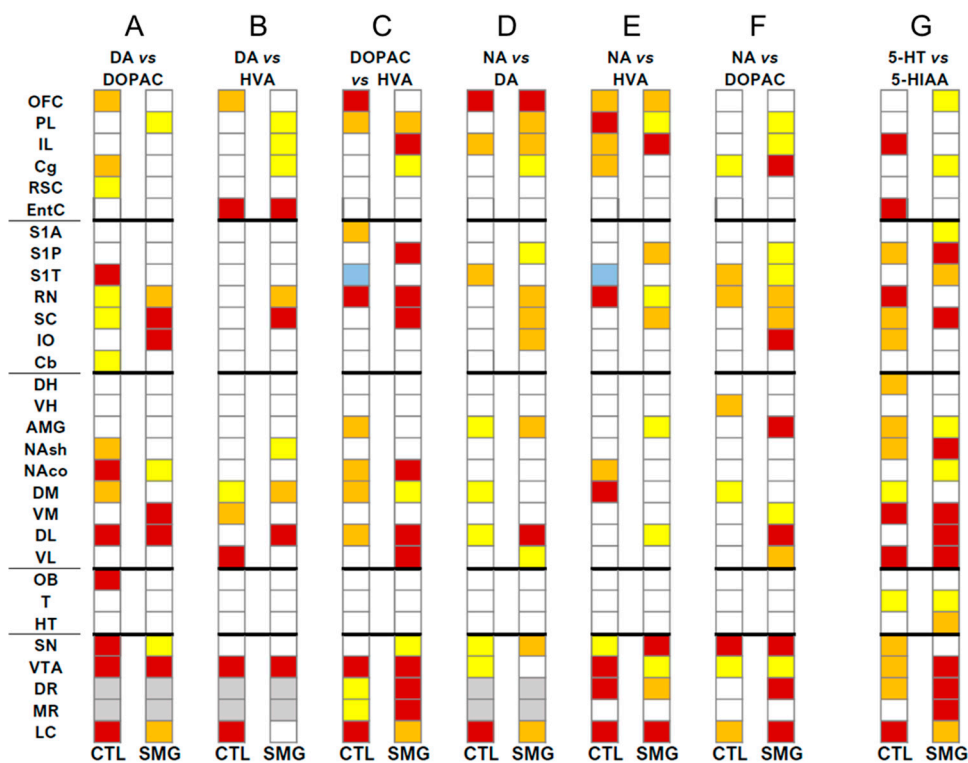 A B C D E F G
DA vs DA vs DOPAC NA vs NA vs NA vs 5-HT vs
DOPAC HVA vs HVA DA HVA DOPAC 5-HIAA
OFC
PL
IL
Cg
RSC
EntC
S1A
S1P
S1T
RN
SC
IO
Cb
DH
VH
AMG
NAsh
NAco
DM
VM
DL
VL
OB
T
HT
SN
VTA
DR
MR
LC
CTL SMG CTL SMG CTL SMG CTL SMG CTL SMG CTL SMG CTL SMG